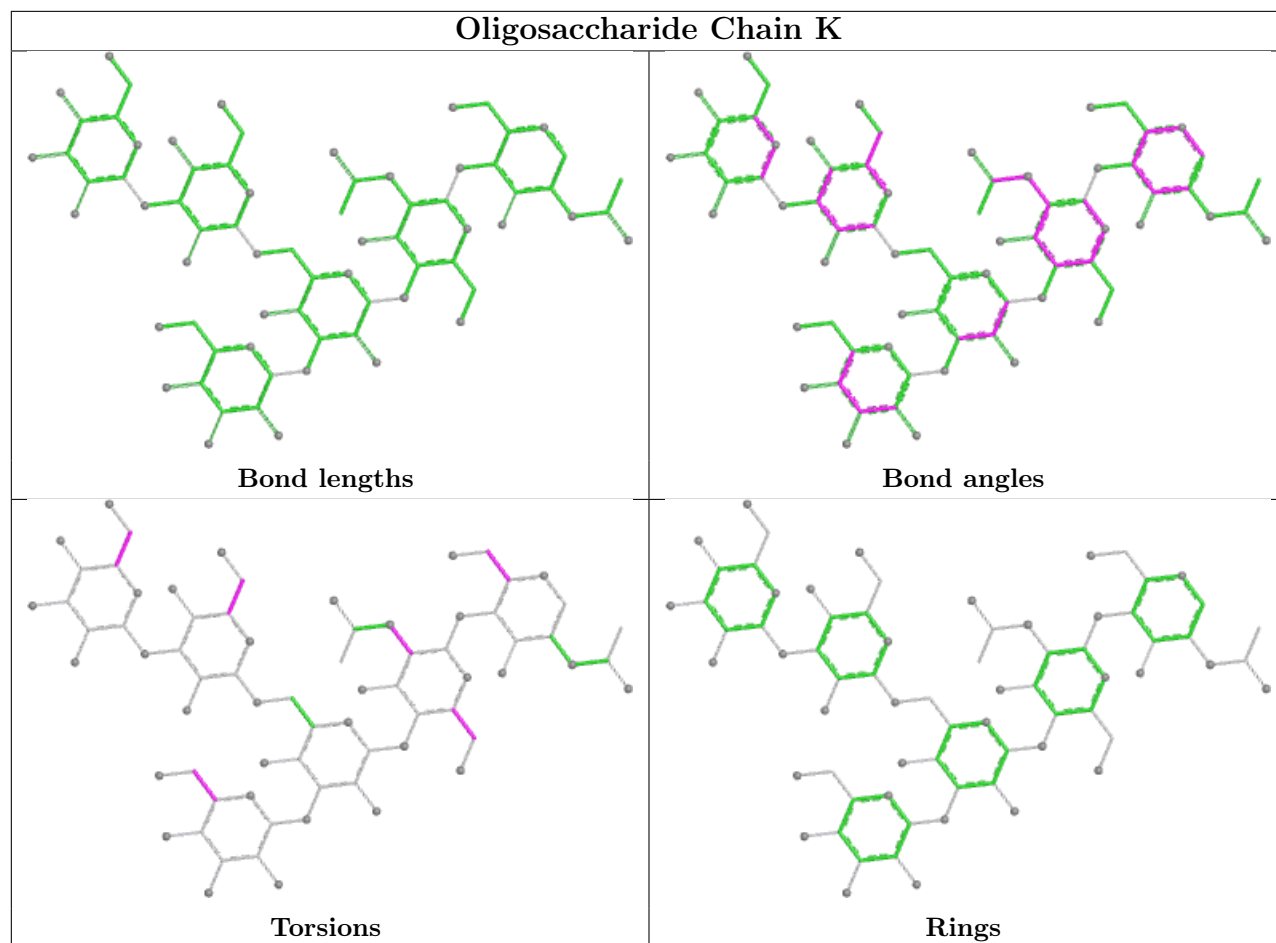 Oligosaccharide Chain K
Bond lengths
Bond angles
Torsions
Rings